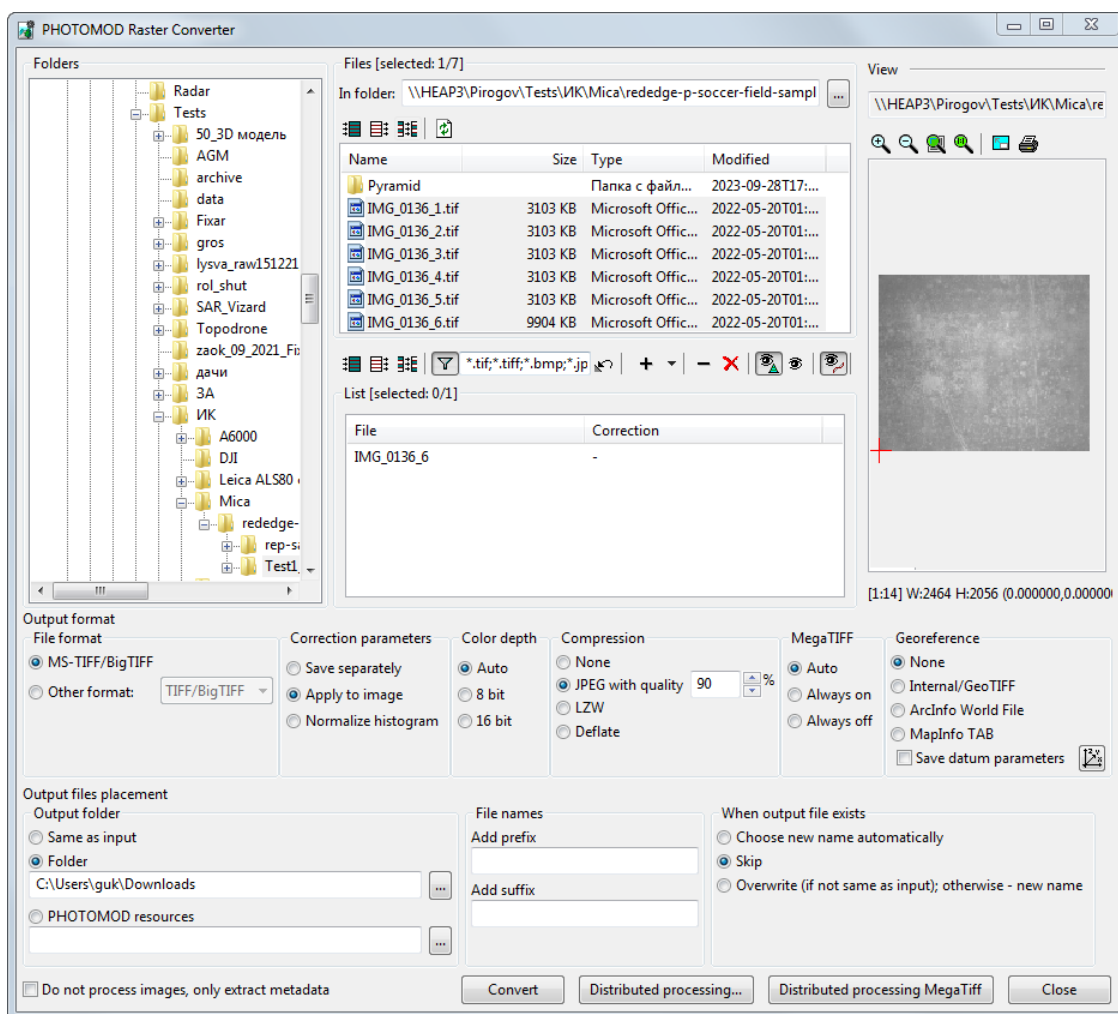 PHOTOMOD Raster Converter
Folders
Radar
Tests
50_3D модель
AGM
archive
data
Fixar
gros
lysva_raw151221
rol_shut
SAR_Vizard
Topodrone
zaok_09_2021_Fi
дачи
ЗА
ИК
A6000
DJI
Leica ALS80
Mica
rededge-
rep-s
Test1_
Files [selected: 1/7]
In folder: \\HEAP3\Pirogov\Tests\ИК\Mica\rededge-p-soccer-field-sampl ...
Name Size Type Modified
Pyramid Папка с файл... 2023-09-28T17:...
IMG_0136_1.tif 3103 KB Microsoft Offic... 2022-05-20T01:...
IMG_0136_2.tif 3103 KB Microsoft Offic... 2022-05-20T01:...
IMG_0136_3.tif 3103 KB Microsoft Offic... 2022-05-20T01:...
IMG_0136_4.tif 3103 KB Microsoft Offic... 2022-05-20T01:...
IMG_0136_5.tif 3103 KB Microsoft Offic... 2022-05-20T01:...
IMG_0136_6.tif 9904 KB Microsoft Offic... 2022-05-20T01:...
*.tif;*.tiff;*.bmp;*.jp
List [selected: 0/1]
File Correction
IMG_0136_6 -
View
\\HEAP3\Pirogov\Tests\ИК\Mica\re
[1:14] W:2464 H:2056 (0.000000,0.000000
Output format
File format
MS-TIFF/BigTIFF
Other format: TIFF/BigTIFF
Correction parameters
Save separately
Apply to image
Normalize histogram
Color depth
Auto
8 bit
16 bit
Compression
None
JPEG with quality 90 %
LZW
Deflate
MegaTIFF
Auto
Always on
Always off
Georeference
None
Internal/GeoTIFF
ArcInfo World File
MapInfo TAB
Save datum parameters
Output files placement
Output folder
Same as input
Folder
C:\Users\guk\Downloads ...
PHOTOMOD resources
...
File names
Add prefix
Add suffix
When output file exists
Choose new name automatically
Skip
Overwrite (if not same as input); otherwise - new name
Do not process images, only extract metadata
Convert
Distributed processing...
Distributed processing MegaTiff
Close